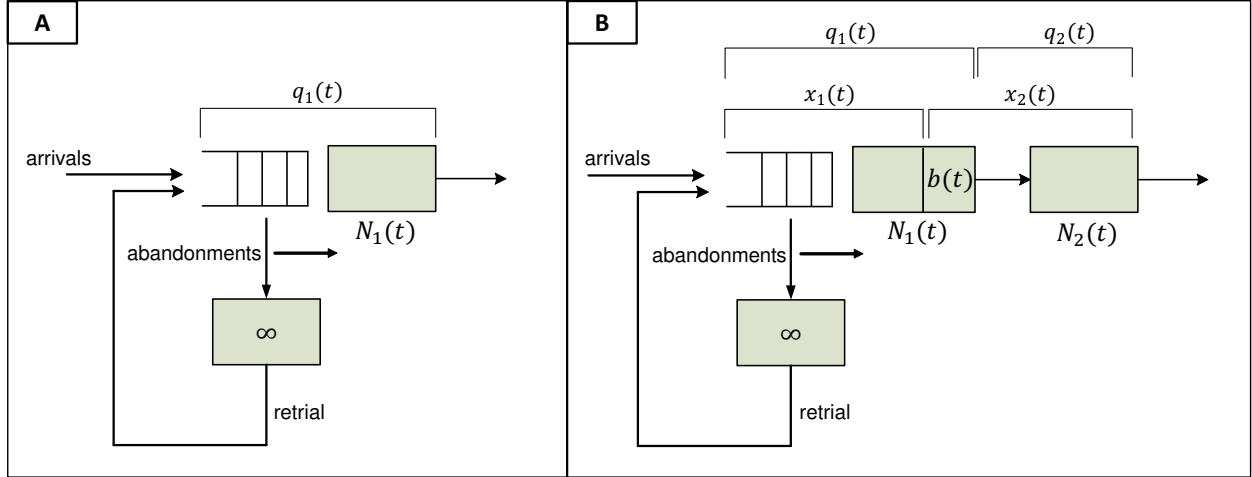 A
q₁(t)
arrivals
N₁(t)
abandonments
∞
retrial
B
q₁(t) q₂(t)
x₁(t) x₂(t)
arrivals
b(t)
N₁(t) N₂(t)
abandonments
∞
retrial